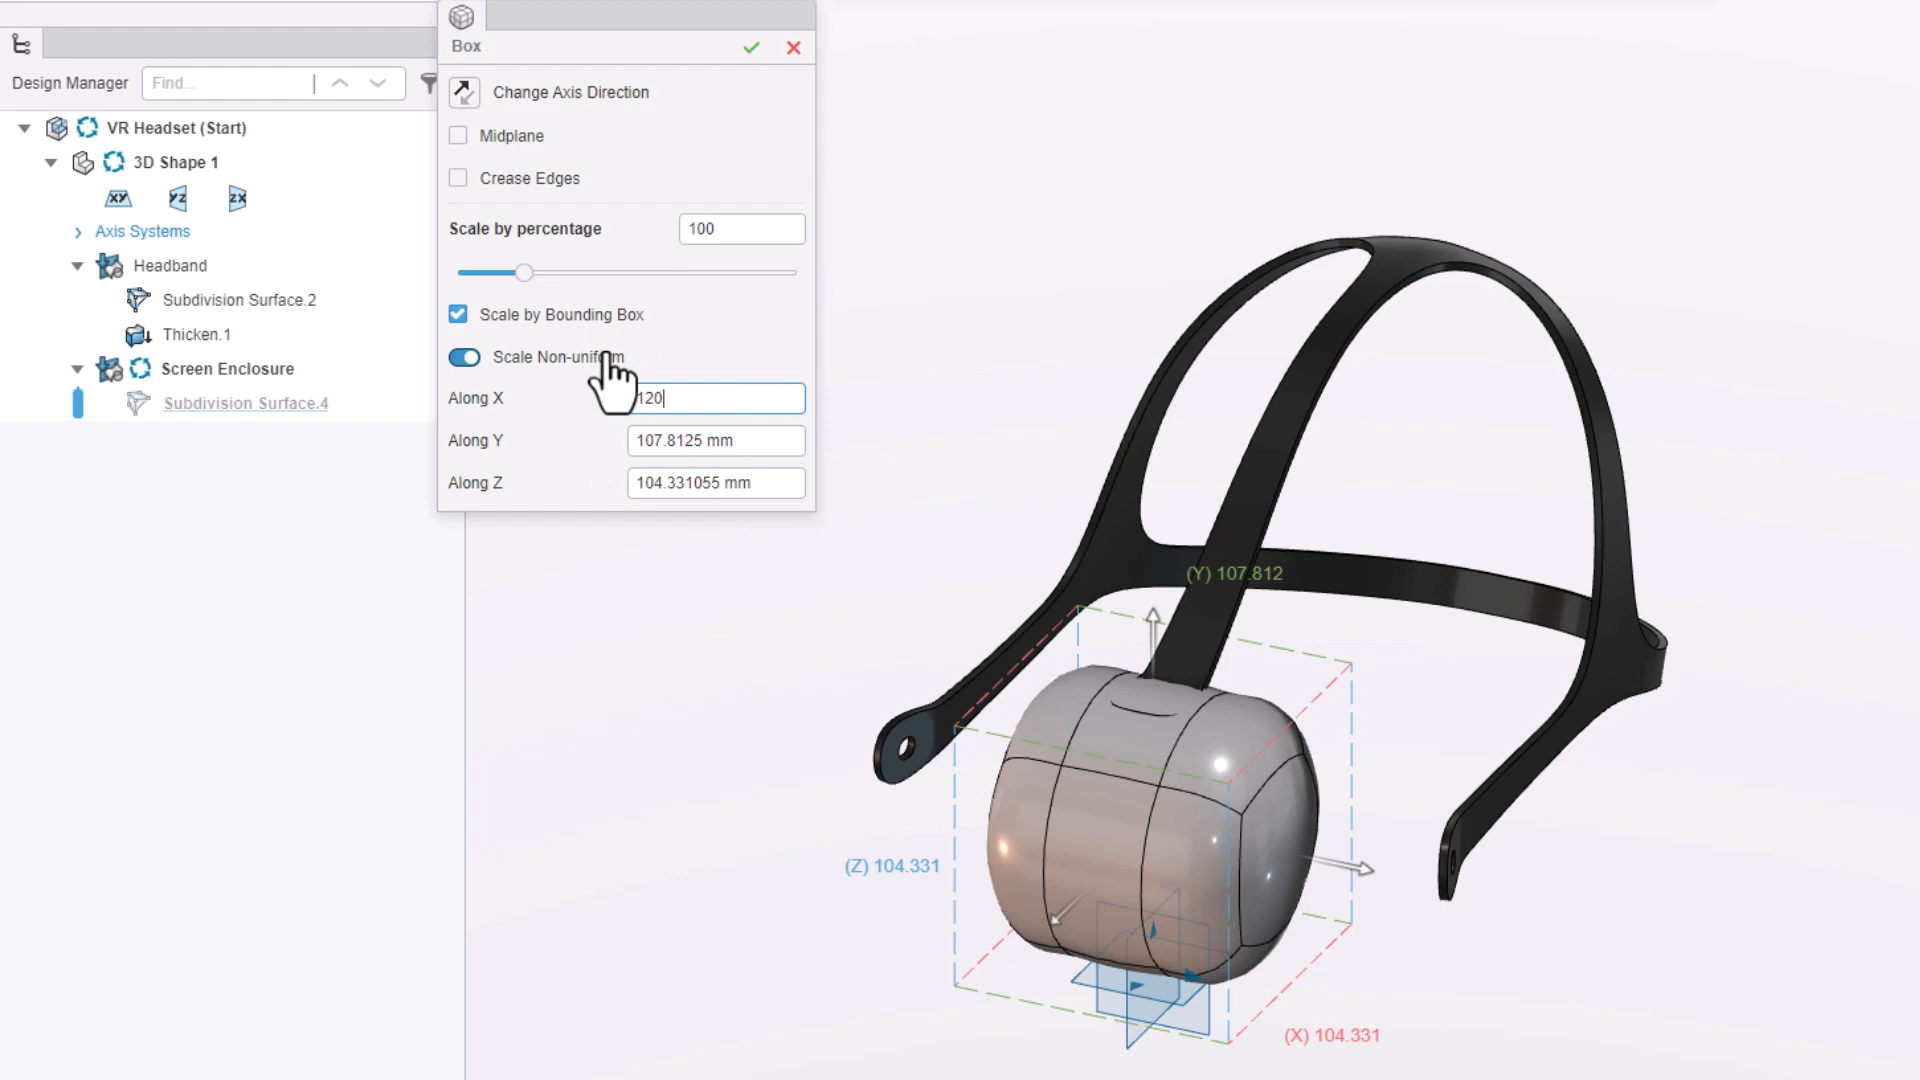 Box
Design Manager
Find...
Change Axis Direction
VR Headset (Start)
Midplane
3D Shape 1
Crease Edges
XY
YZ
ZX
Axis Systems
Scale by percentage
100
Headband
Subdivision Surface.2
Scale by Bounding Box
Thicken.1
Scale Non-uniform
Screen Enclosure
Along X
120
Subdivision Surface.4
Along Y
107.8125 mm
Along Z
104.331055 mm
(Y) 107.812
(Z) 104.331
(X) 104.331